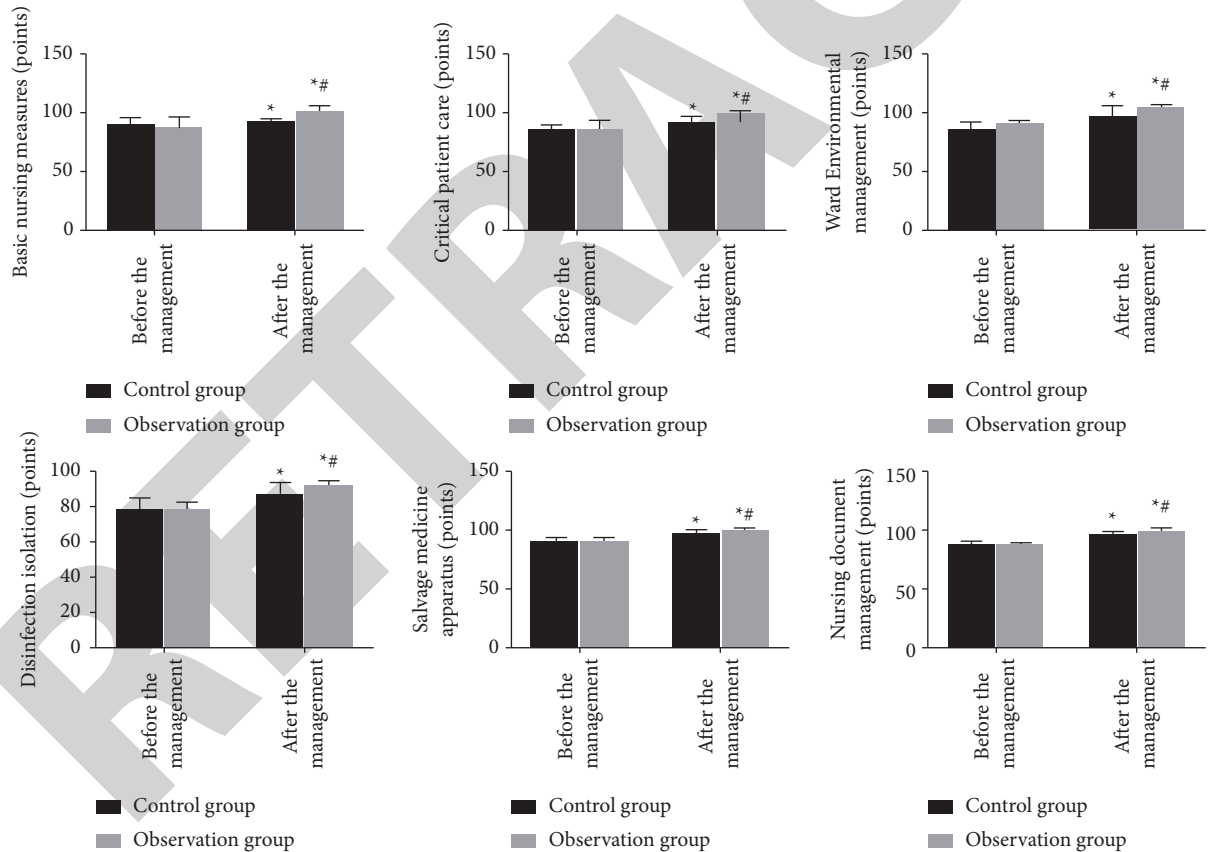 Basic nursing measures (points)
150
100
50
0
*
*#
Before the
management
After the
management
Control group
Observation group
Critical patient care (points)
150
100
50
0
*
*#
Before the
management
After the
management
Control group
Observation group
Ward Environmental
management (points)
150
100
50
0
*
*#
Before the
management
After the
management
Control group
Observation group
Disinfection isolation (points)
100
80
60
40
20
0
*
*#
Before the
management
After the
management
Control group
Observation group
Salvage medicine
apparatus (points)
150
100
50
0
*
*#
Before the
management
After the
management
Control group
Observation group
Nursing document
management (points)
150
100
50
0
*
*#
Before the
management
After the
management
Control group
Observation group
RETRAC